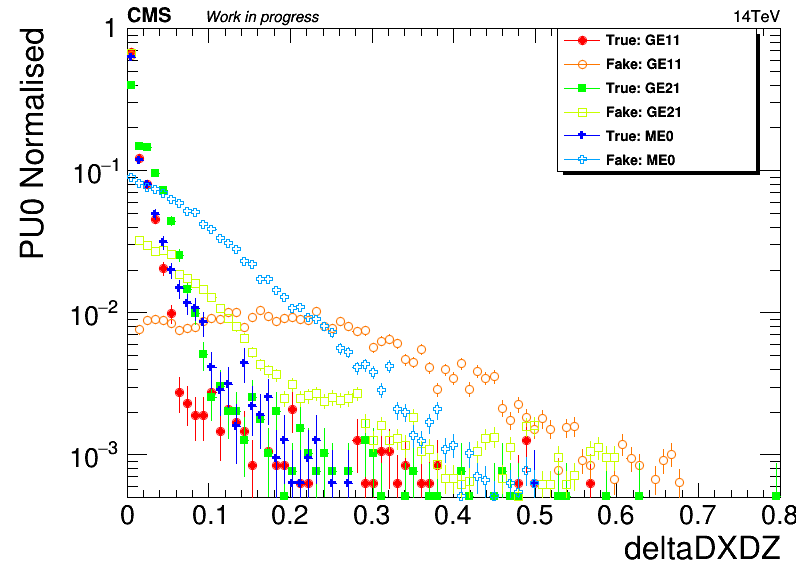 CMS Work in progress 14TeV
PU0 Normalised
1
10−1
10−2
10−3
True: GE11
Fake: GE11
True: GE21
Fake: GE21
True: ME0
Fake: ME0
0 0.1 0.2 0.3 0.4 0.5 0.6 0.7 0.8
deltaDXDZ